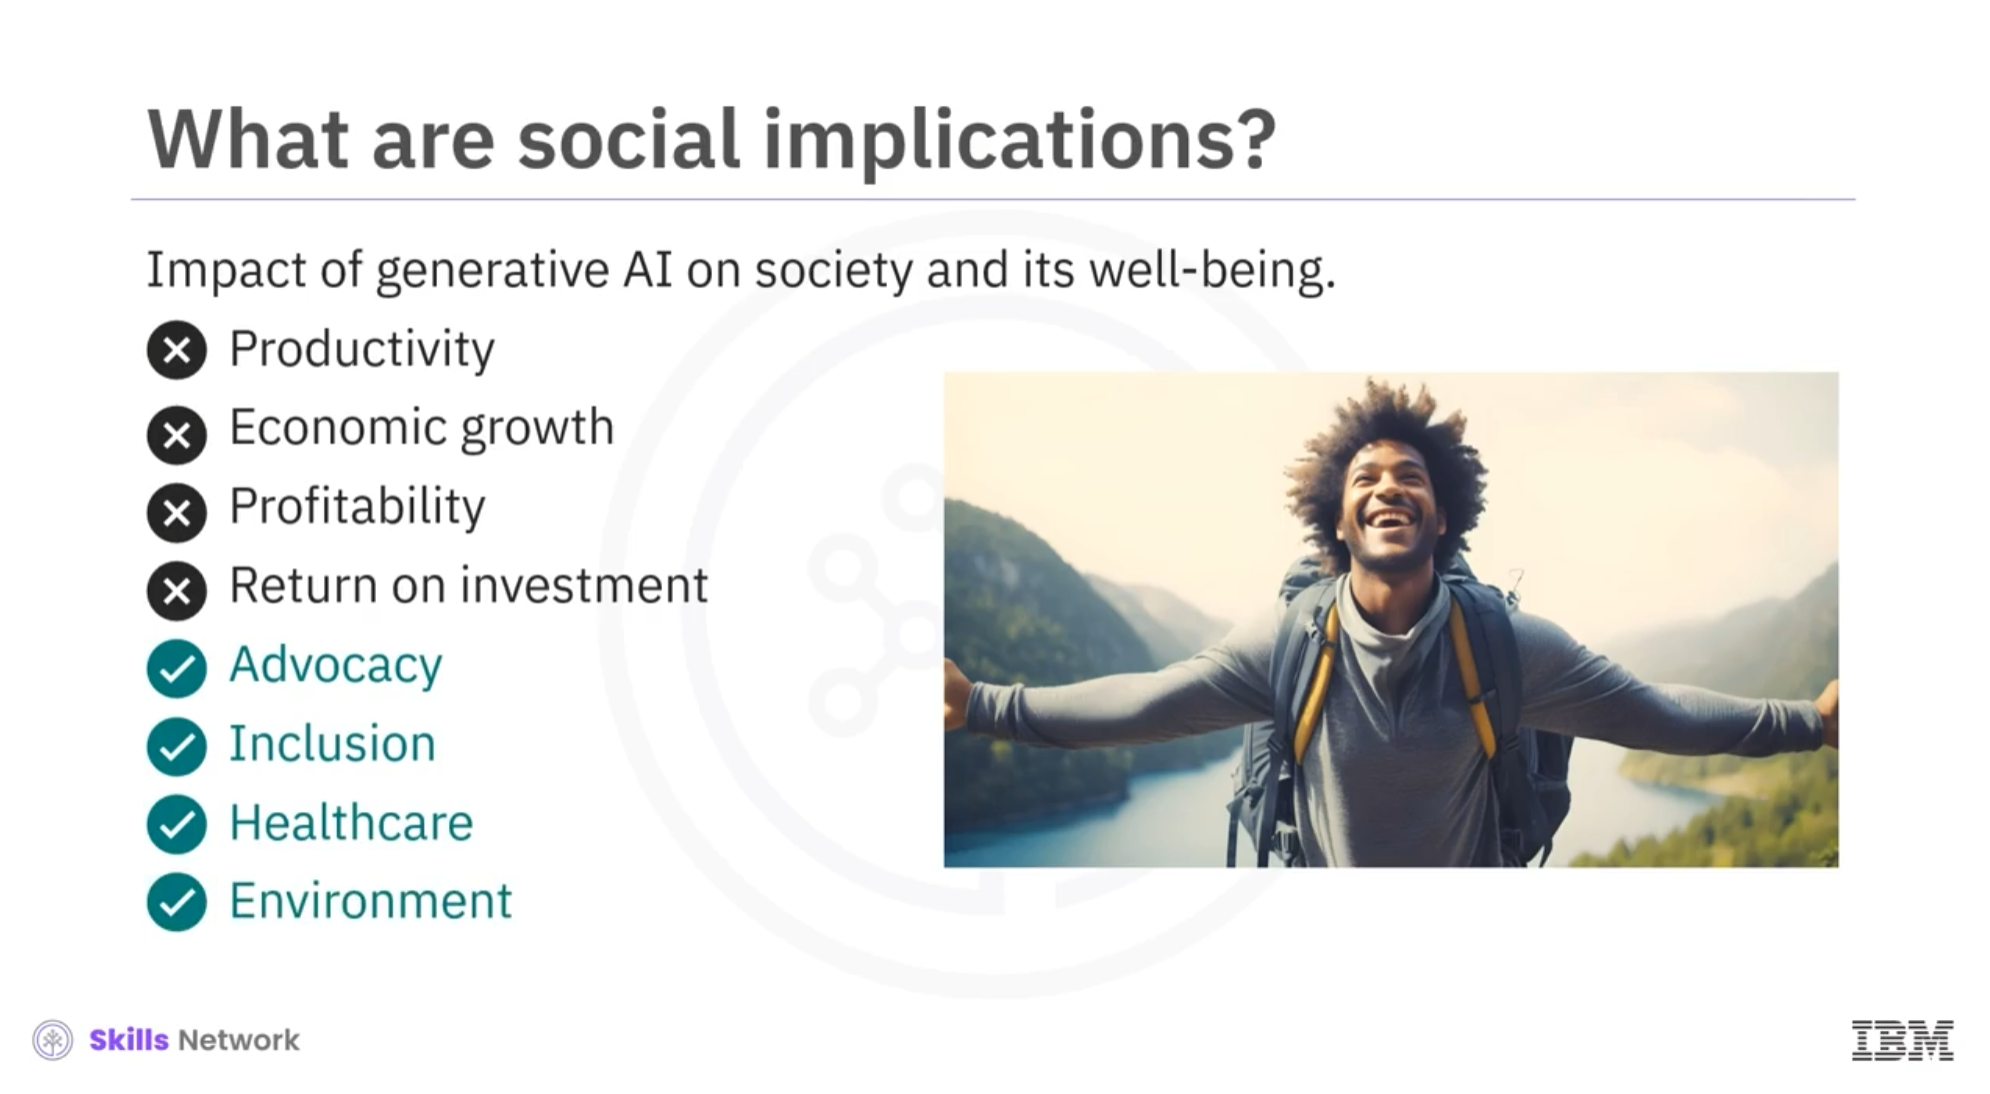 What are social implications?
Impact of generative AI on society and its well-being.
Productivity
Economic growth
Profitability
Return on investment
Advocacy
Inclusion
Healthcare
Environment
Skills Network
IBM